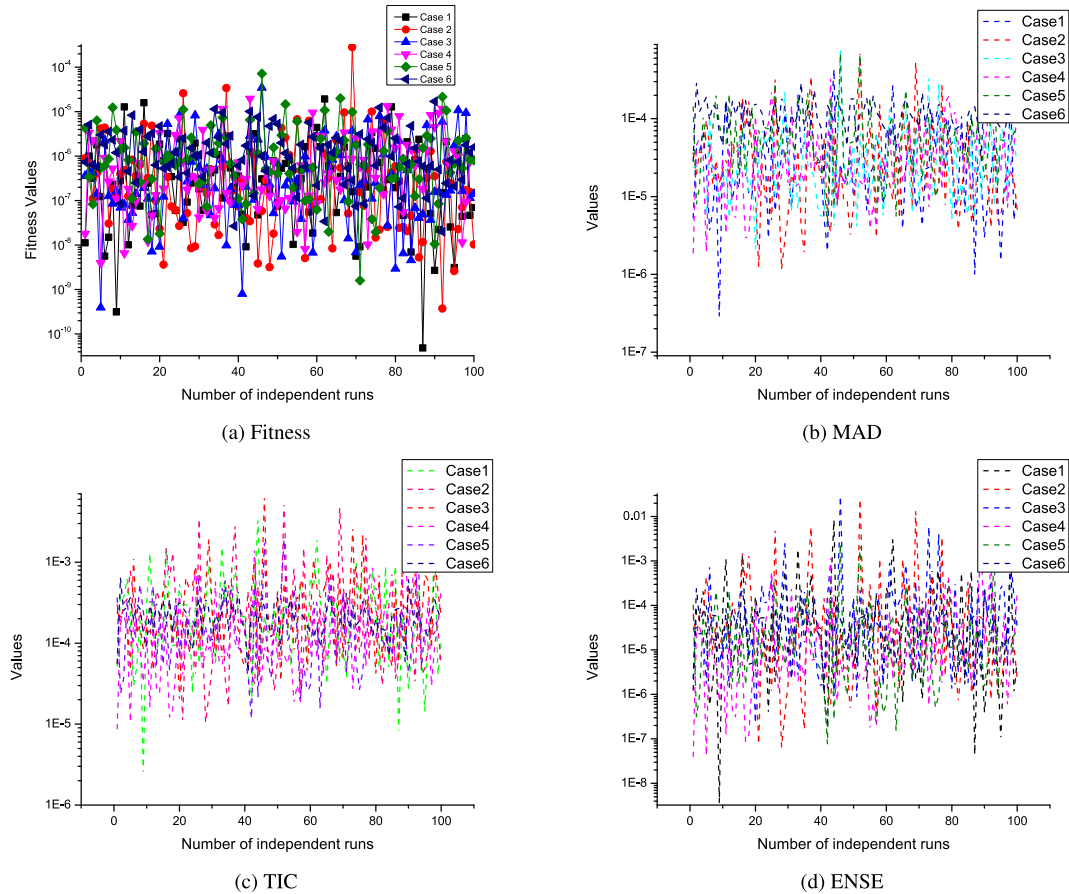 Case 1
Case 2
Case 3
Case 4
Case 5
Case 6
Fitness Values
10^-4
10^-5
10^-6
10^-7
10^-8
10^-9
10^-10
0 20 40 60 80 100
Number of independent runs
(a) Fitness
Case1
Case2
Case3
Case4
Case5
Case6
Values
1E-4
1E-5
1E-6
1E-7
0 20 40 60 80 100
Number of independent runs
(b) MAD
Case1
Case2
Case3
Case4
Case5
Case6
Values
1E-3
1E-4
1E-5
1E-6
0 20 40 60 80 100
Number of independent runs
(c) TIC
Case1
Case2
Case3
Case4
Case5
Case6
Values
0.01
1E-3
1E-4
1E-5
1E-6
1E-7
1E-8
0 20 40 60 80 100
Number of independent runs
(d) ENSE